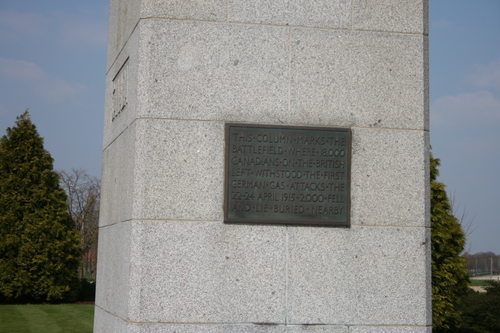 THIS·COLUMN·MARKS·THE
BATTLEFIELD·WHERE·18,000
CANADIANS·ON·THE·BRITISH
LEFT·WITHSTOOD·THE·FIRST
GERMAN·GAS·ATTACKS·THE
22-24·APRIL·1915·2,000·FELL
AND·LIE·BURIED·NEARBY